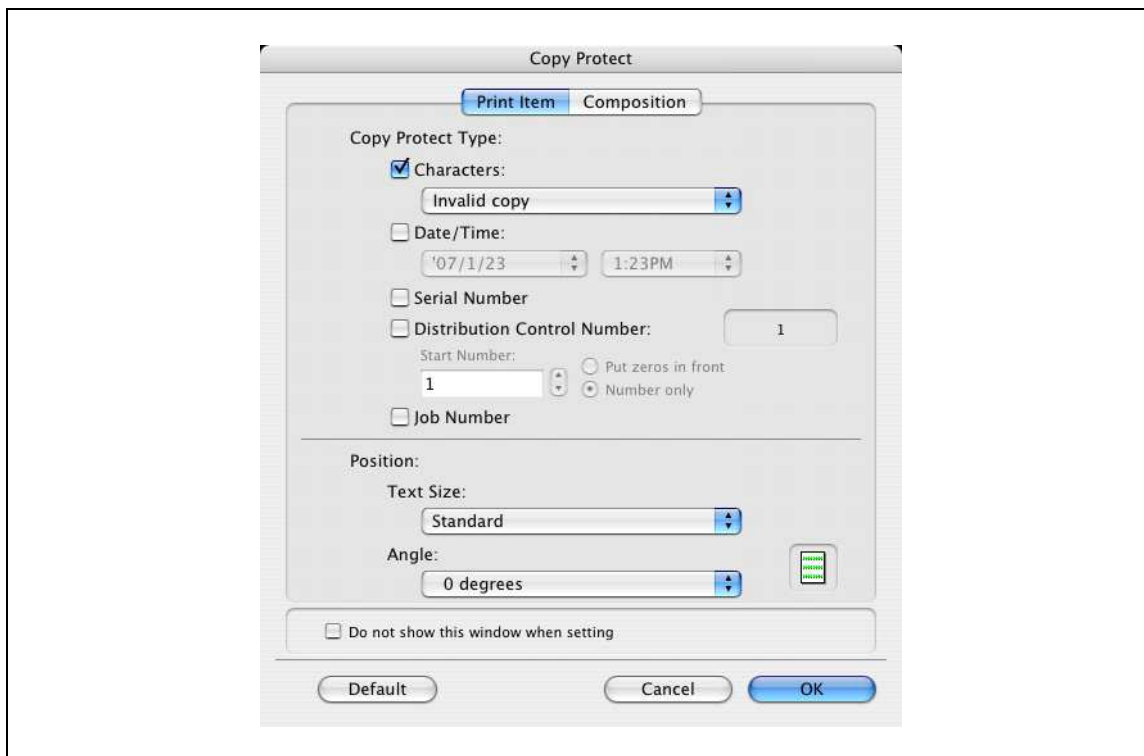 Copy Protect
Print Item Composition
Copy Protect Type:
Characters:
Invalid copy
Date/Time:
'07/1/23 1:23PM
Serial Number
Distribution Control Number: 1
Start Number:
Put zeros in front
1
Number only
Job Number
Position:
Text Size:
Standard
Angle:
0 degrees
Do not show this window when setting
Default Cancel OK